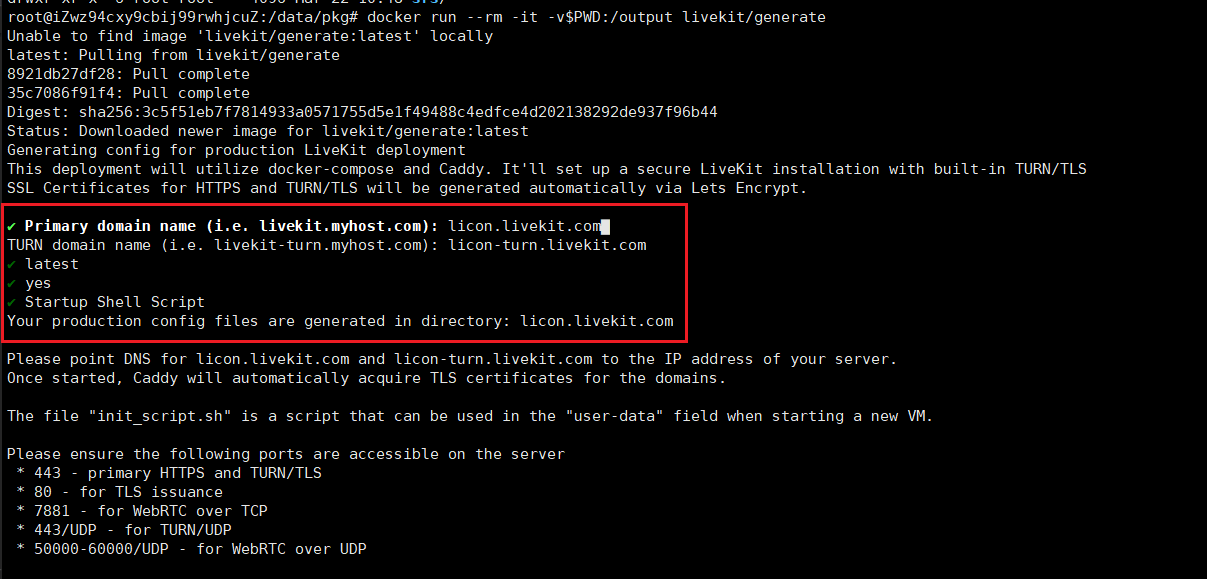 root@iZwz94cxy9cbij99rwhjcuZ:/data/pkg# docker run --rm -it -v$PWD:/output livekit/generate
Unable to find image 'livekit/generate:latest' locally
latest: Pulling from livekit/generate
8921db27df28: Pull complete
35c7086f91f4: Pull complete
Digest: sha256:3c5f51eb7f7814933a0571755d5e1f49488c4edfce4d202138292de937f96b44
Status: Downloaded newer image for livekit/generate:latest
Generating config for production LiveKit deployment
This deployment will utilize docker-compose and Caddy. It'll set up a secure LiveKit installation with built-in TURN/TLS
SSL Certificates for HTTPS and TURN/TLS will be generated automatically via Lets Encrypt.
✔ Primary domain name (i.e. livekit.myhost.com): licon.livekit.com
TURN domain name (i.e. livekit-turn.myhost.com): licon-turn.livekit.com
✔ latest
✔ yes
✔ Startup Shell Script
Your production config files are generated in directory: licon.livekit.com
Please point DNS for licon.livekit.com and licon-turn.livekit.com to the IP address of your server.
Once started, Caddy will automatically acquire TLS certificates for the domains.
The file "init_script.sh" is a script that can be used in the "user-data" field when starting a new VM.
Please ensure the following ports are accessible on the server
* 443 - primary HTTPS and TURN/TLS
* 80 - for TLS issuance
* 7881 - for WebRTC over TCP
* 443/UDP - for TURN/UDP
* 50000-60000/UDP - for WebRTC over UDP